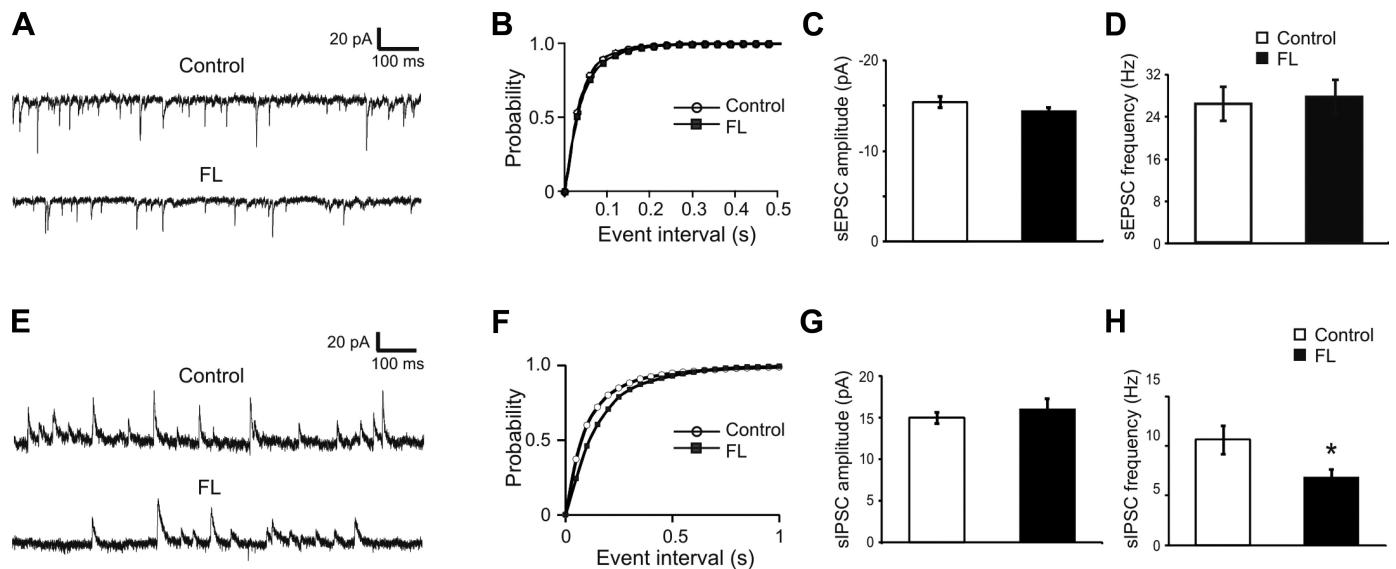 A
20 pA
100 ms
Control
FL
B
Probability
1.0
0.5
0
0.1 0.2 0.3 0.4 0.5
Event interval (s)
Control
FL
C
sEPSC amplitude (pA)
-20
-10
0
D
Control
FL
sEPSC frequency (Hz)
32
24
16
8
0
E
20 pA
100 ms
Control
FL
F
Probability
1.0
0.5
0
0 0.5 1
Event interval (s)
Control
FL
G
sIPSC amplitude (pA)
20
15
10
5
0
H
Control
FL
sIPSC frequency (Hz)
15
10
5
0
*